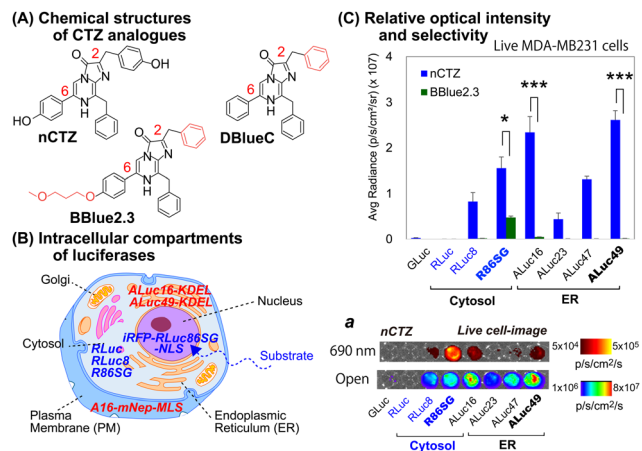 (A) Chemical structures
of CTZ analogues
2
O
N
OH
6
N
N
H
HO
nCTZ
2
O
N
6
N
N
H
DBlueC
2
O
N
6
N
N
H
O
O
BBlue2.3
(B) Intracellular compartments
of luciferases
Golgi
ALuc16-KDEL
ALuc49-KDEL
Nucleus
Cytosol
iRFP-RLuc86SG
-NLS
RLuc
RLuc8
R86SG
Substrate
A16-mNep-MLS
Plasma
Membrane (PM)
Endoplasmic
Reticulum (ER)
(C) Relative optical intensity
and selectivity
Live MDA-MB231 cells
nCTZ
BBlue2.3
Avg Radiance (p/s/cm²/sr) (x 107)
4
3
2
1
0
*
***
***
GLuc
RLuc
RLuc8
R86SG
ALuc16
ALuc23
ALuc47
ALuc49
Cytosol
ER
a
nCTZ
Live cell-image
690 nm
5x10⁴
5x10⁵
p/s/cm²/s
Open
1x10⁶
8x10⁷
p/s/cm²/s
GLuc
RLuc
RLuc8
R86SG
ALuc16
ALuc23
ALuc47
ALuc49
Cytosol
ER